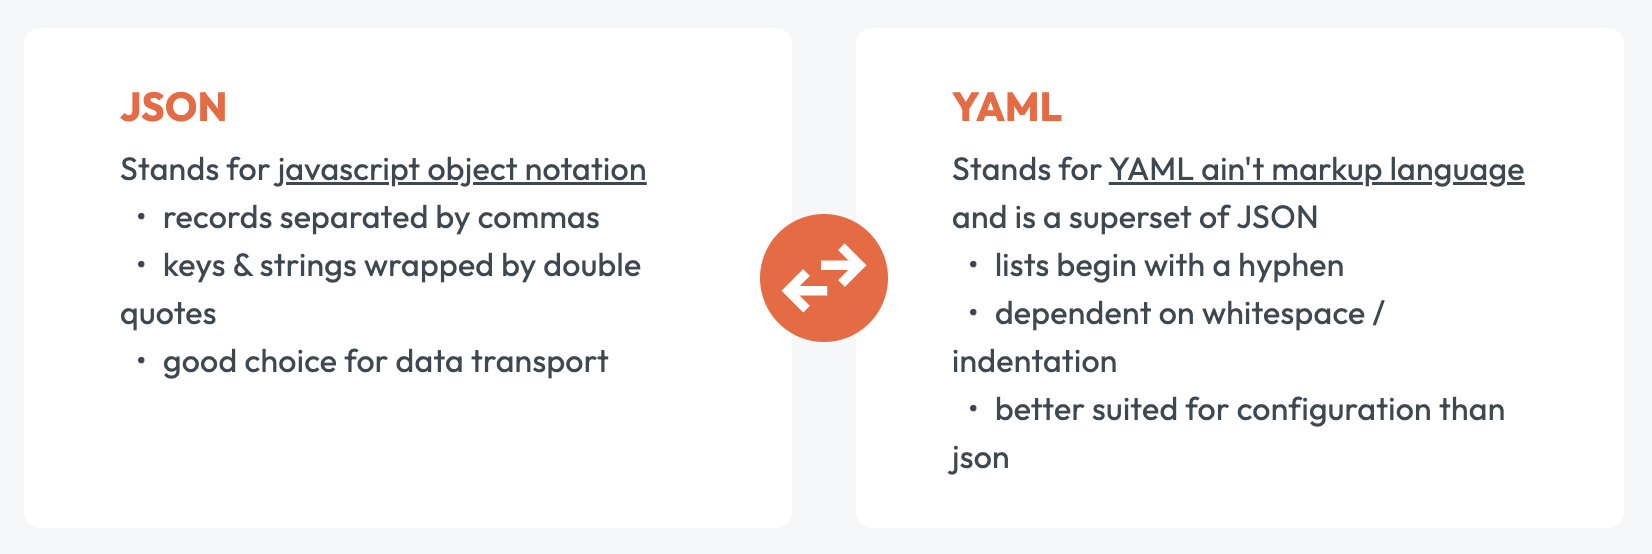 JSON
Stands for javascript object notation
• records separated by commas
• keys & strings wrapped by double
quotes
• good choice for data transport
YAML
Stands for YAML ain't markup language
and is a superset of JSON
• lists begin with a hyphen
• dependent on whitespace /
indentation
• better suited for configuration than
json